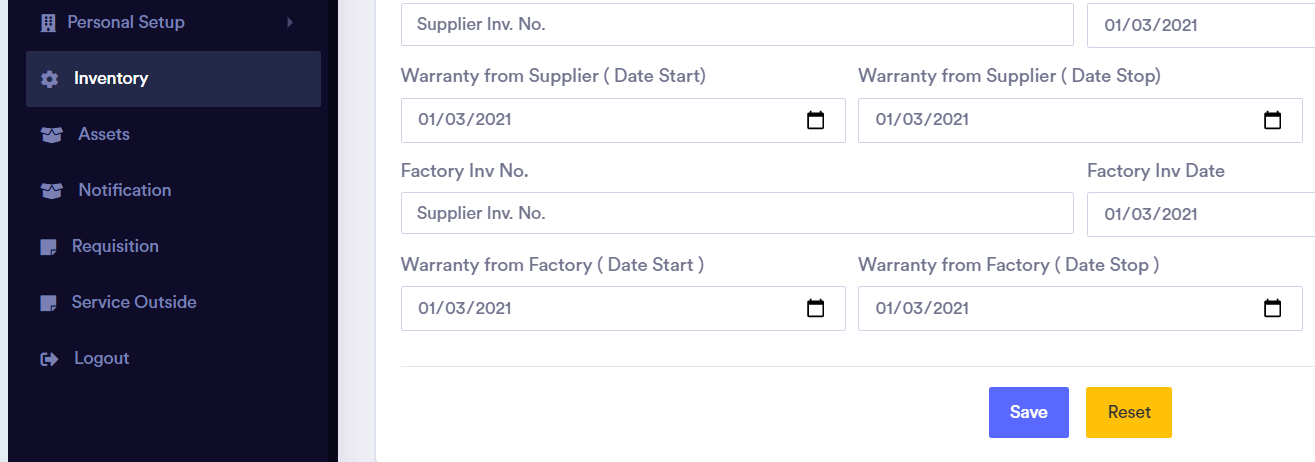 Personal Setup
Inventory
Assets
Notification
Requisition
Service Outside
Logout
Supplier Inv. No.
01/03/2021
Warranty from Supplier ( Date Start)
Warranty from Supplier ( Date Stop)
01/03/2021
01/03/2021
Factory Inv No.
Factory Inv Date
Supplier Inv. No.
01/03/2021
Warranty from Factory ( Date Start )
Warranty from Factory ( Date Stop )
01/03/2021
01/03/2021
Save
Reset